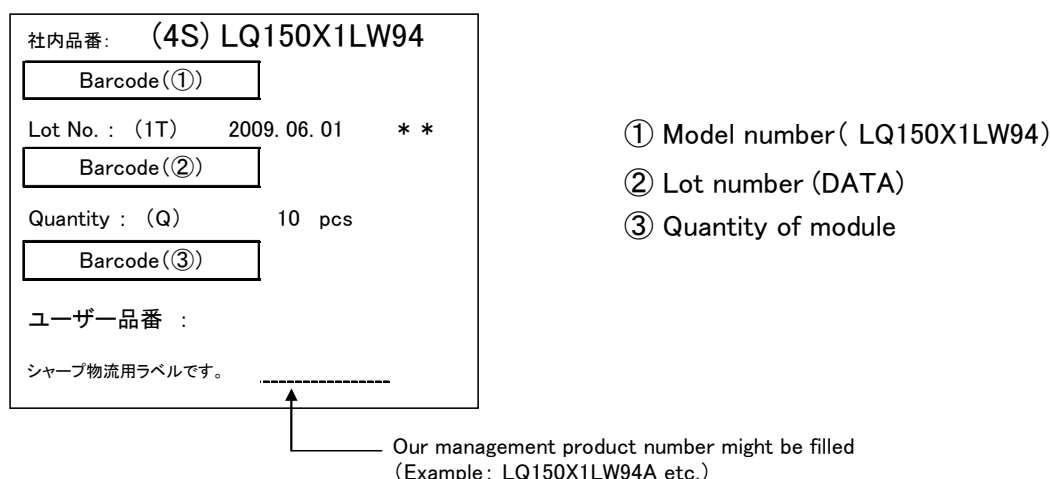 社内品番: (4S) LQ150X1LW94
Barcode(①)
Lot No. : (1T) 2009. 06. 01 * *
Barcode(②)
Quantity : (Q) 10 pcs
Barcode(③)
ユーザー品番 :
シャープ物流用ラベルです。
① Model number( LQ150X1LW94)
② Lot number (DATA)
③ Quantity of module
Our management product number might be filled
(Example: LQ150X1LW94A etc.)